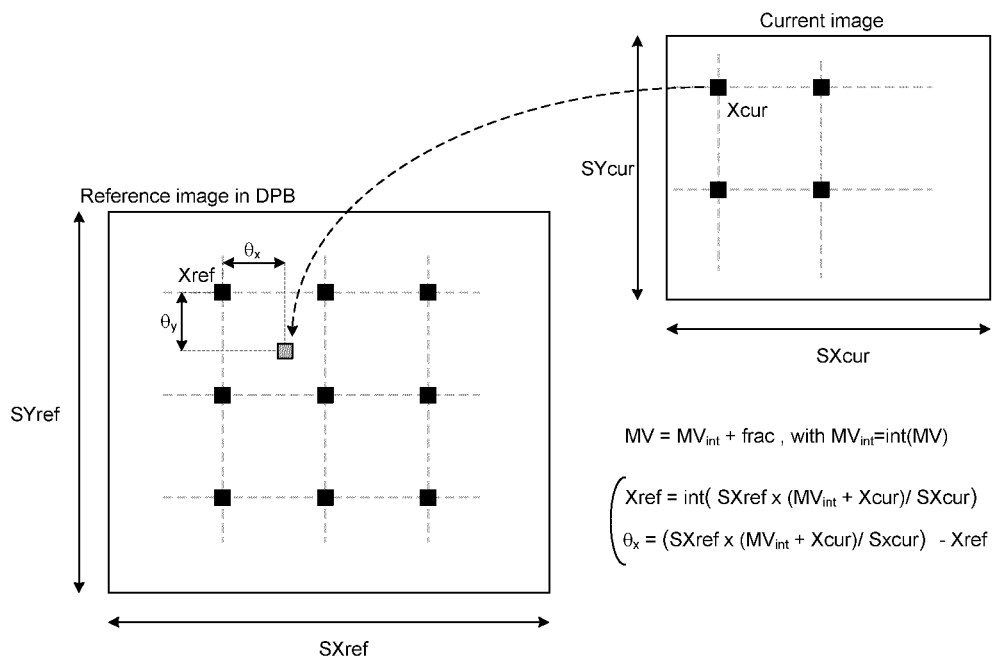 Current image
Xcur
SYcur
SXcur
Reference image in DPB
θx
Xref
θy
SYref
SXref
MV = MVint + frac , with MVint=int(MV)
Xref = int( SXref x (MVint + Xcur)/ SXcur)
θx = (SXref x (MVint + Xcur)/ Sxcur) - Xref